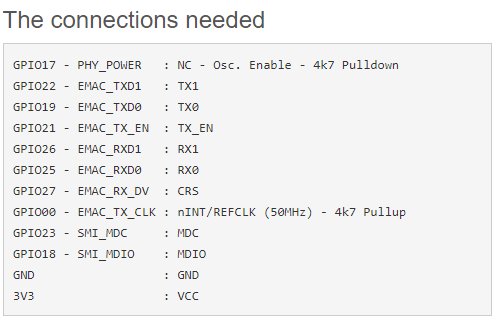 The connections needed
GPIO17 - PHY_POWER : NC - Osc. Enable - 4k7 Pulldown
GPIO22 - EMAC_TXD1 : TX1
GPIO19 - EMAC_TXD0 : TX0
GPIO21 - EMAC_TX_EN : TX_EN
GPIO26 - EMAC_RXD1 : RX1
GPIO25 - EMAC_RXD0 : RX0
GPIO27 - EMAC_RX_DV : CRS
GPIO00 - EMAC_TX_CLK : nINT/REFCLK (50MHz) - 4k7 Pullup
GPIO23 - SMI_MDC : MDC
GPIO18 - SMI_MDIO : MDIO
GND : GND
3V3 : VCC